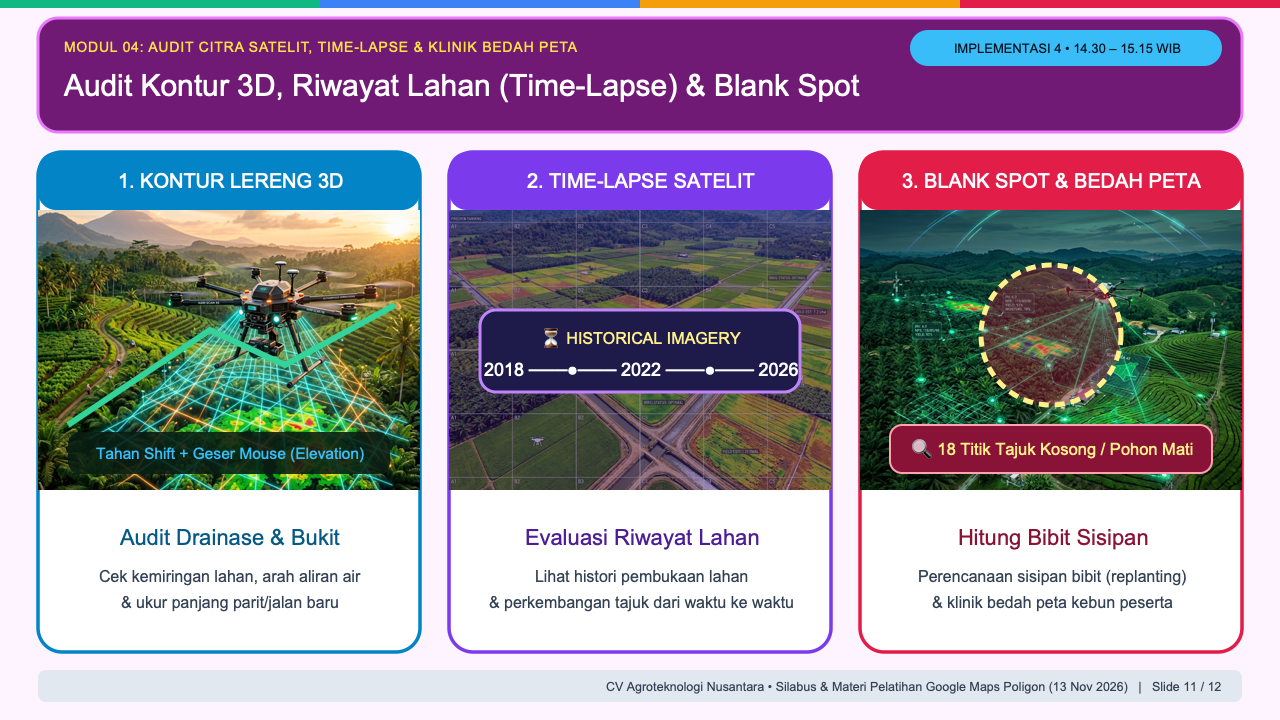 MODUL 04: AUDIT CITRA SATELIT, TIME-LAPSE & KLINIK BEDAH PETA
IMPLEMENTASI 4 • 14.30 – 15.15 WIB
Audit Kontur 3D, Riwayat Lahan (Time-Lapse) & Blank Spot
1. KONTUR LERENG 3D
Tahan Shift + Geser Mouse (Elevation)
Audit Drainase & Bukit
Cek kemiringan lahan, arah aliran air
& ukur panjang parit/jalan baru
2. TIME-LAPSE SATELIT
⏳ HISTORICAL IMAGERY
2018 2022 2026
Evaluasi Riwayat Lahan
Lihat histori pembukaan lahan
& perkembangan tajuk dari waktu ke waktu
3. BLANK SPOT & BEDAH PETA
🔍 18 Titik Tajuk Kosong / Pohon Mati
Hitung Bibit Sisipan
Perencanaan sisipan bibit (replanting)
& klinik bedah peta kebun peserta
CV Agroteknologi Nusantara • Silabus & Materi Pelatihan Google Maps Poligon (13 Nov 2026) | Slide 11 / 12